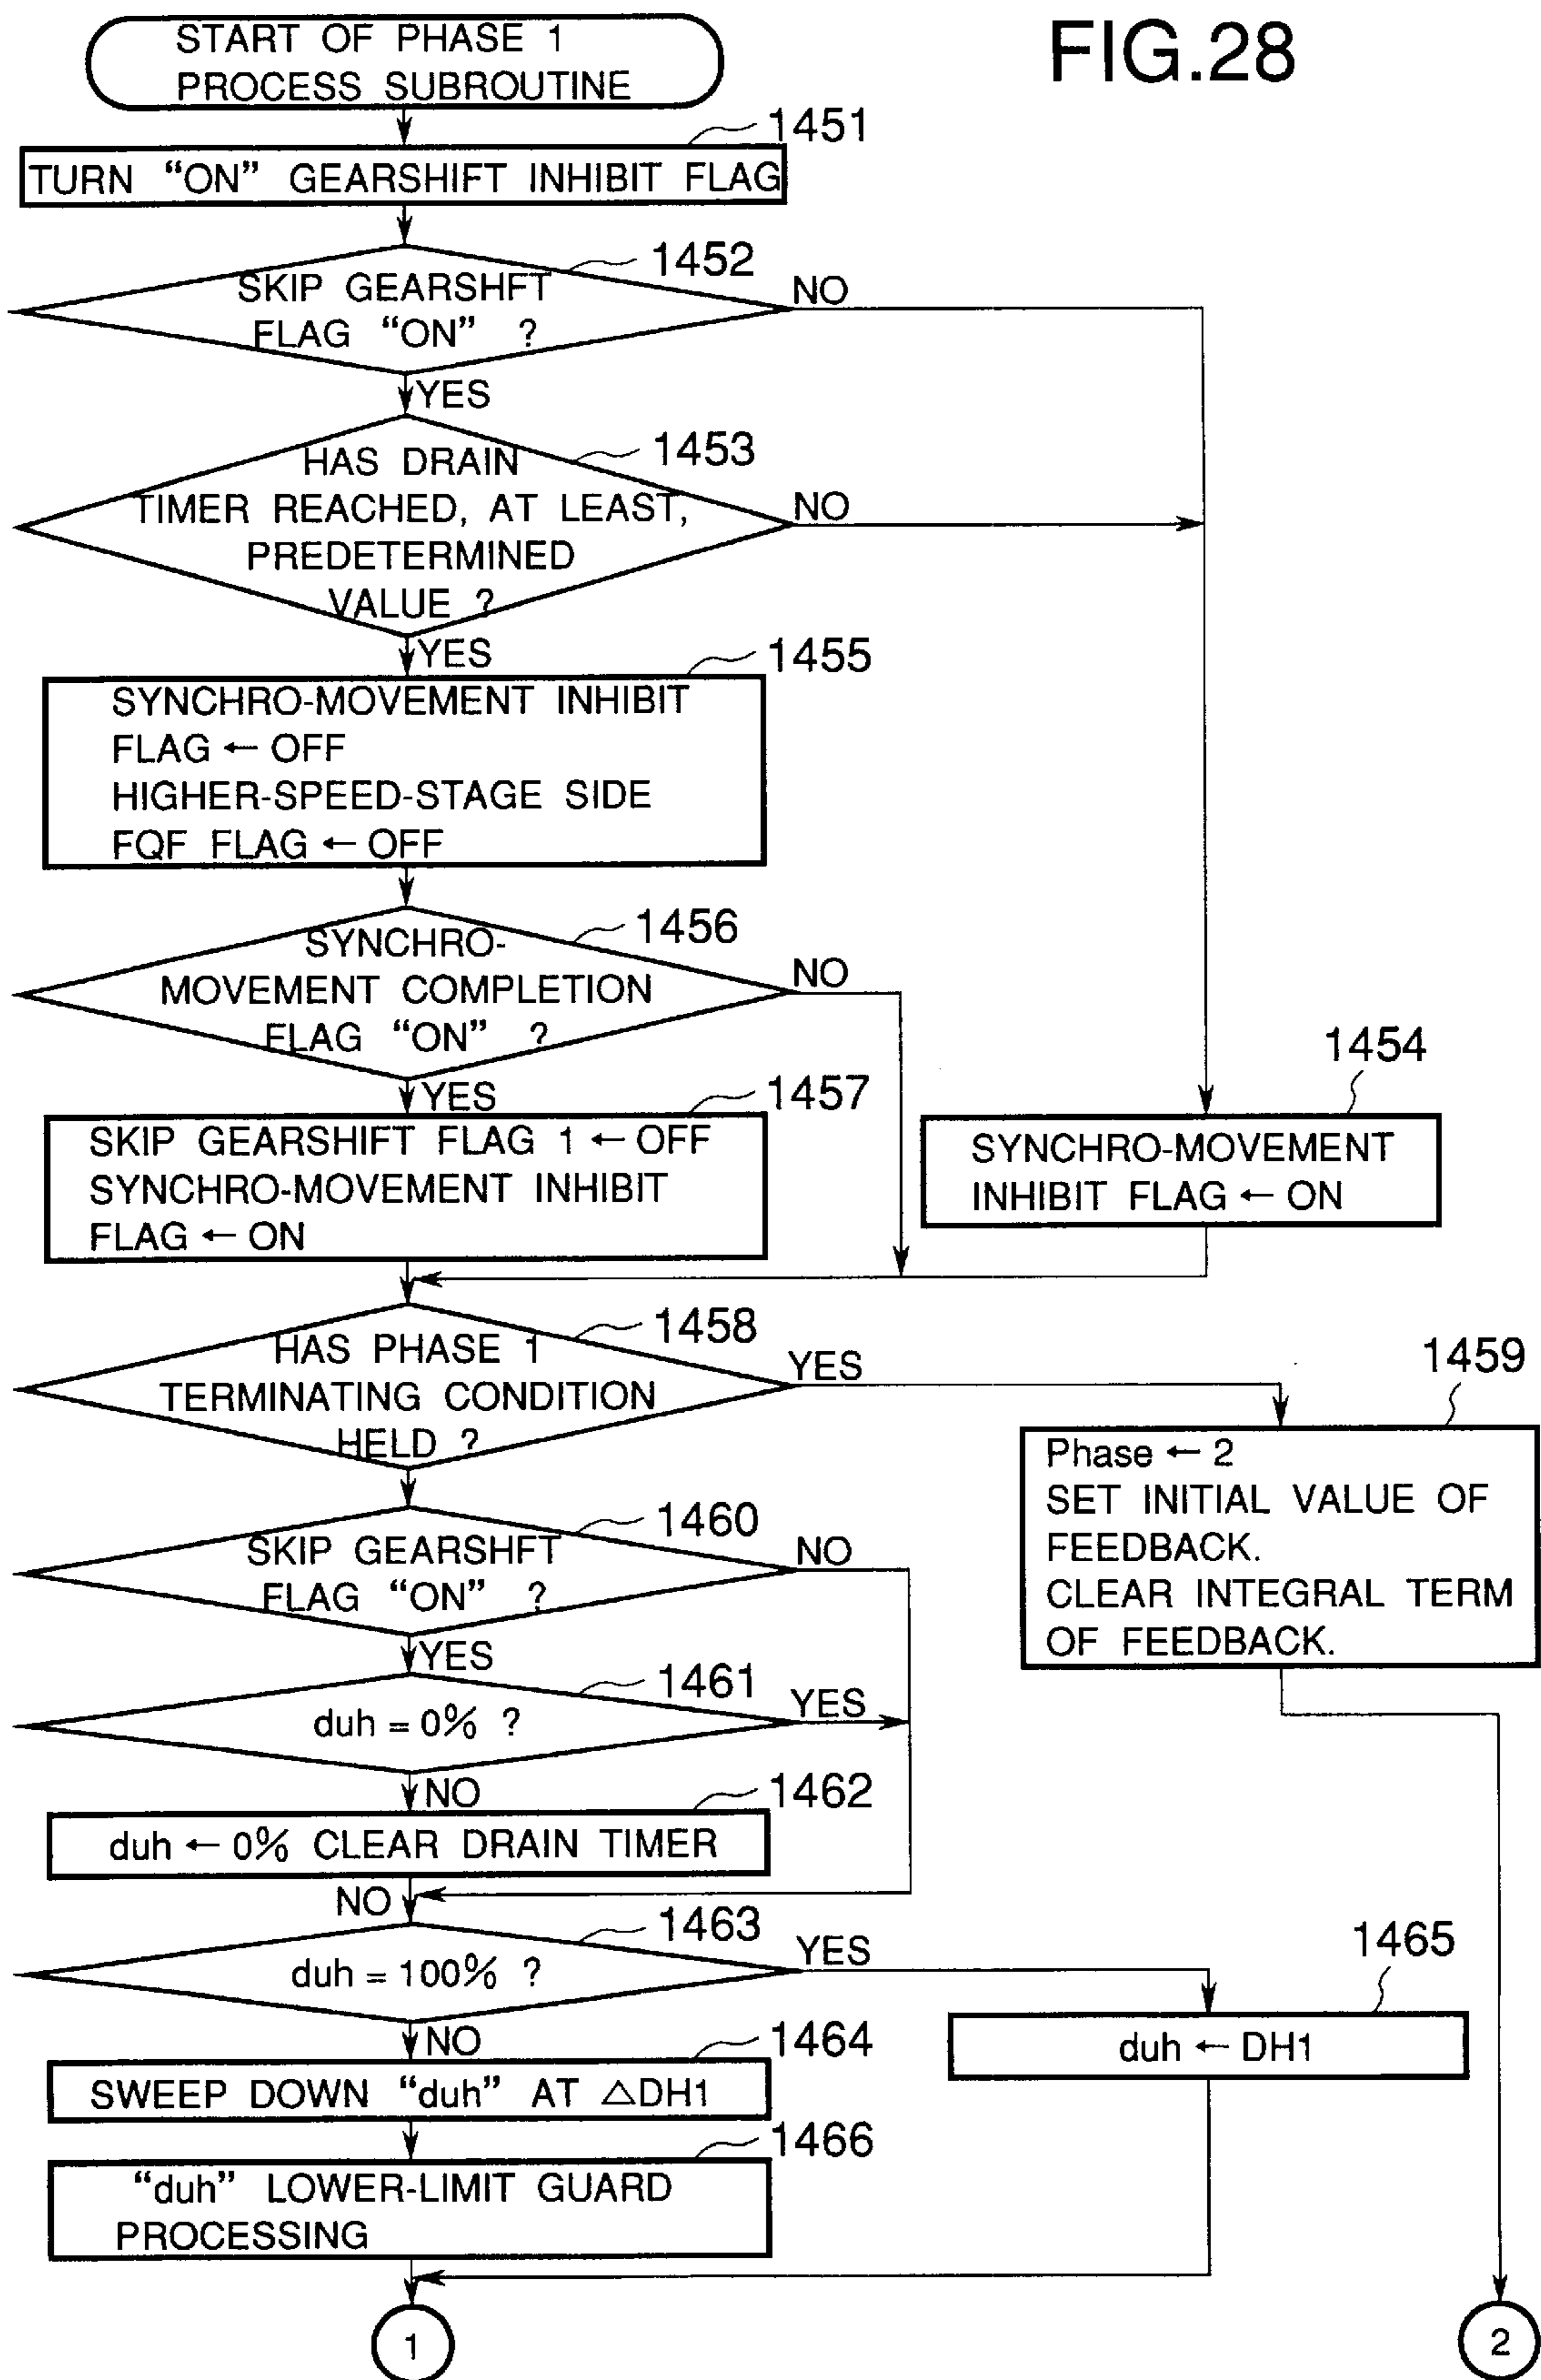 FIG.28
START OF PHASE 1
PROCESS SUBROUTINE
1451
TURN “ON” GEARSHIFT INHIBIT FLAG
1452
SKIP GEARSHFT
FLAG “ON” ?
NO
YES
1453
HAS DRAIN
TIMER REACHED, AT LEAST,
PREDETERMINED
VALUE ?
NO
YES
1455
SYNCHRO-MOVEMENT INHIBIT
FLAG ← OFF
HIGHER-SPEED-STAGE SIDE
FQF FLAG ← OFF
1456
SYNCHRO-
MOVEMENT COMPLETION
FLAG “ON” ?
NO
YES
1457
SKIP GEARSHIFT FLAG 1 ← OFF
SYNCHRO-MOVEMENT INHIBIT
FLAG ← ON
1454
SYNCHRO-MOVEMENT
INHIBIT FLAG ← ON
1458
HAS PHASE 1
TERMINATING CONDITION
HELD ?
YES
1459
Phase ← 2
SET INITIAL VALUE OF
FEEDBACK.
CLEAR INTEGRAL TERM
OF FEEDBACK.
1460
SKIP GEARSHFT
FLAG “ON” ?
NO
YES
1461
duh = 0% ?
YES
NO
1462
duh ← 0% CLEAR DRAIN TIMER
NO
1463
duh = 100% ?
YES
1465
duh ← DH1
NO
1464
SWEEP DOWN “duh” AT △DH1
1466
“duh” LOWER-LIMIT GUARD
PROCESSING
1
2